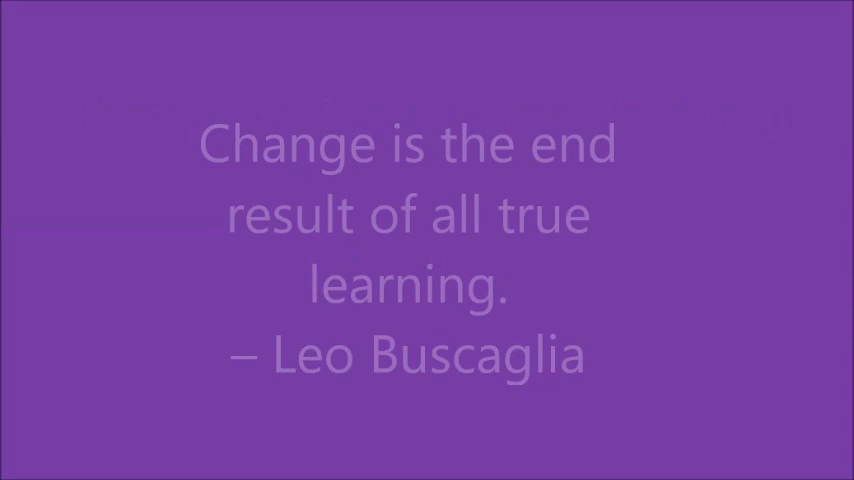 Change is the end
result of all true
learning.
– Leo Buscaglia